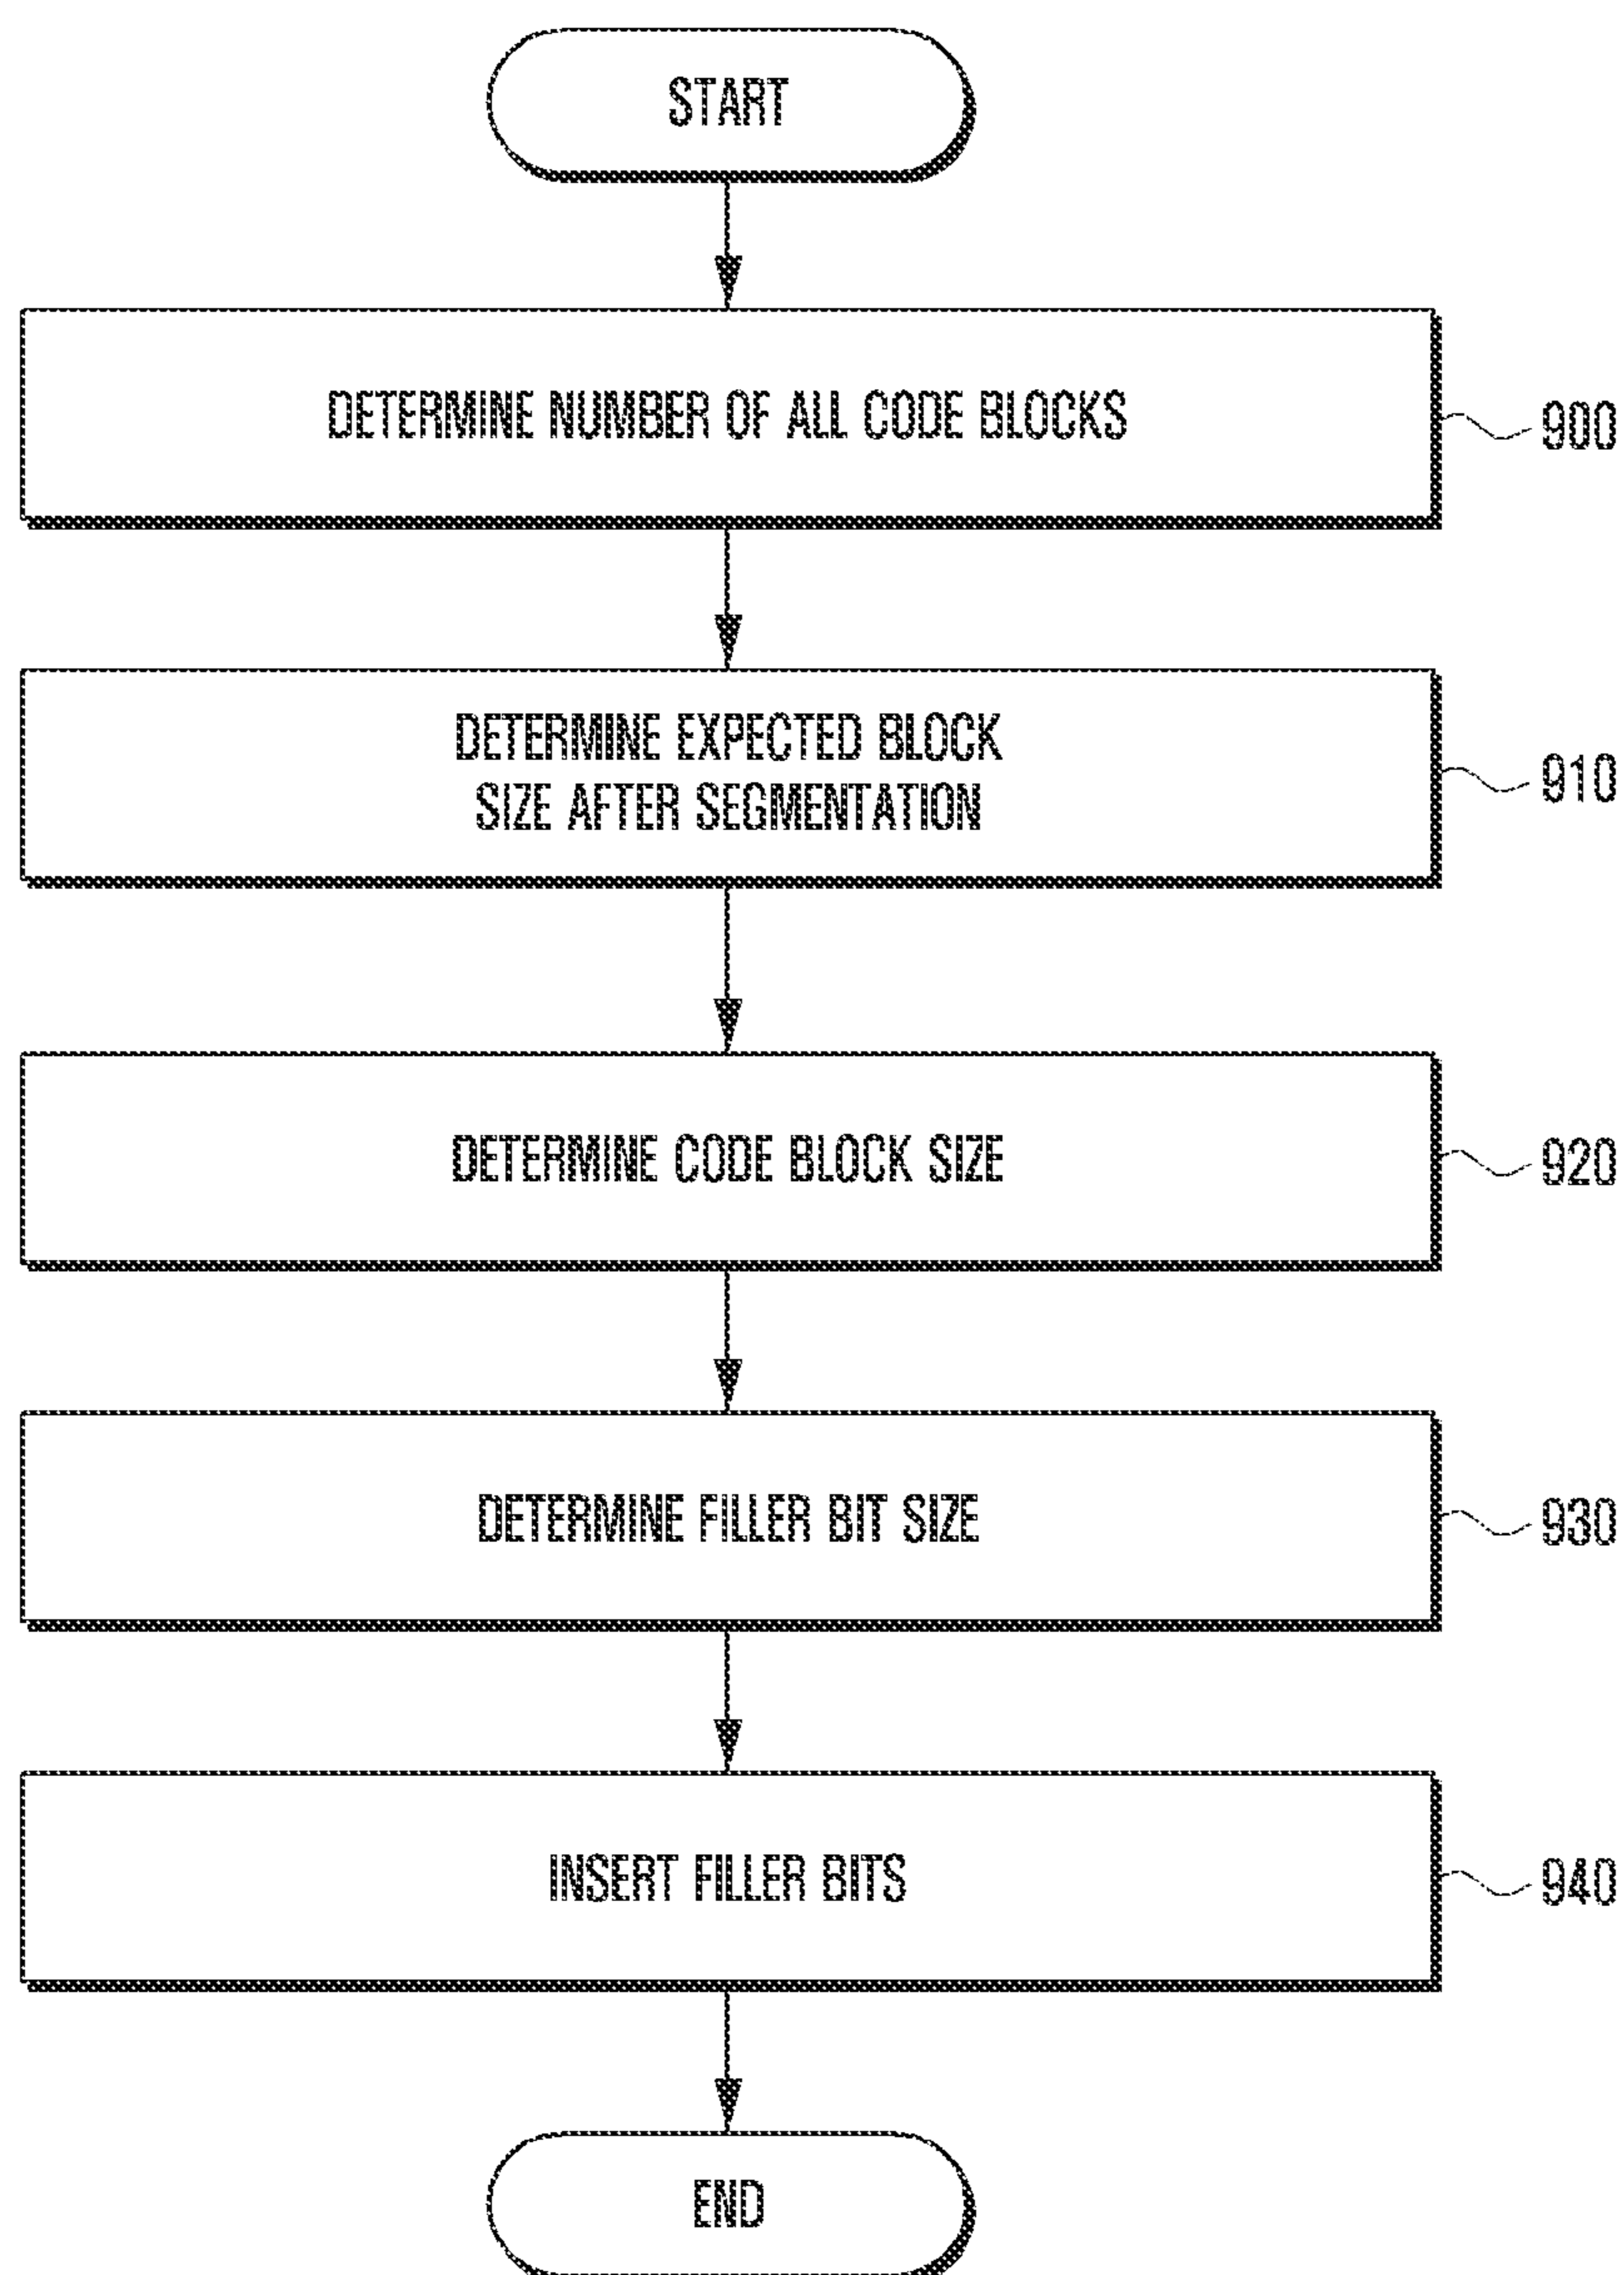 START
DETERMINE NUMBER OF ALL CODE BLOCKS
900
DETERMINE EXPECTED BLOCK
SIZE AFTER SEGMENTATION
910
DETERMINE CODE BLOCK SIZE
920
DETERMINE FILLER BIT SIZE
930
INSERT FILLER BITS
940
END